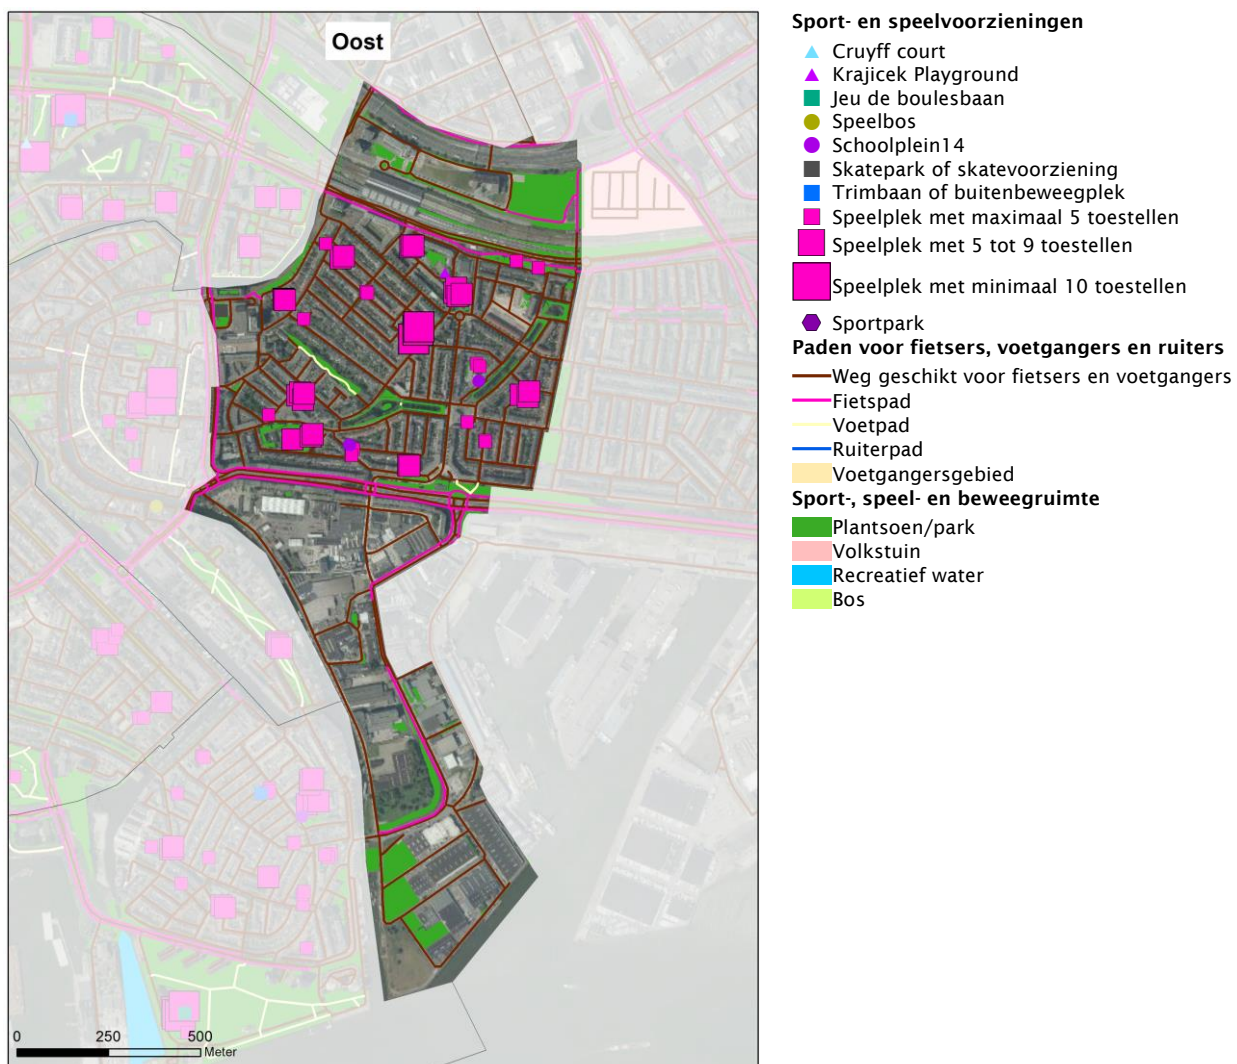 Oost
0 250 500
Meter
Sport- en speelvoorzieningen
Cruyff court
Krajicek Playground
Jeu de boulesbaan
Speelbos
Schoolplein14
Skatepark of skatevoorziening
Trimbaan of buitenbeweegplek
Speelplek met maximaal 5 toestellen
Speelplek met 5 tot 9 toestellen
Speelplek met minimaal 10 toestellen
Sportpark
Paden voor fietsers, voetgangers en ruiters
Weg geschikt voor fietsers en voetgangers
Fietspad
Voetpad
Ruiterpad
Voetgangersgebied
Sport-, speel- en beweegruimte
Plantsoen/park
Volkstuin
Recreatief water
Bos